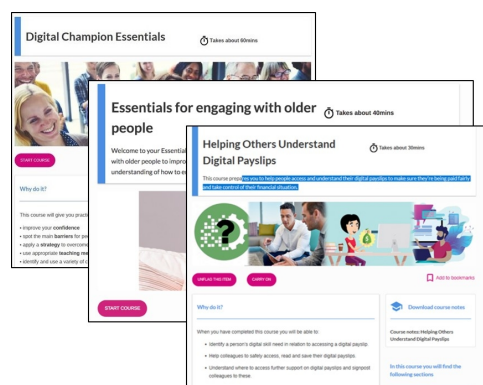 Digital Champion Essentials
Takes about 60mins
START COURSE
Why do it?
This course will give you practi
• improve your confidence
• spot the main barriers for pe
• apply a strategy to overcome
• use appropriate teaching me
• identify and use a variety of c
Essentials for engaging with older
people
Takes about 40mins
Welcome to your Essential
with older people to impro
understanding of how to e
START COURSE
Helping Others Understand
Digital Payslips
Takes about 30mins
This course prepares you to help people access and understand their digital payslips to make sure they're being paid fairly
and take control of their financial situation.
?
UNFLAG THIS ITEM
CARRY ON
Add to bookmarks
Why do it?
When you have completed this course you will be able to:
• Identify a person's digital skill need in relation to accessing a digital payslip.
• Help colleagues to safely access, read and save their digital payslips.
• Understand where to access further support on digital payslips and signpost
colleagues to these.
Download course notes
Course notes: Helping Others
Understand Digital Payslips
In this course you will find the
following sections